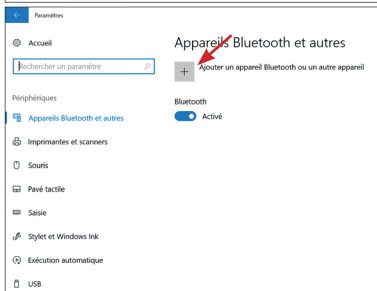 Paramètres
Accueil
Rechercher un paramètre
Périphériques
Appareils Bluetooth et autres
Imprimantes et scanners
Souris
Pavé tactile
Saisie
Stylet et Windows Ink
Exécution automatique
USB
Appareils Bluetooth et autres
Ajouter un appareil Bluetooth ou un autre appareil
Bluetooth
Activé